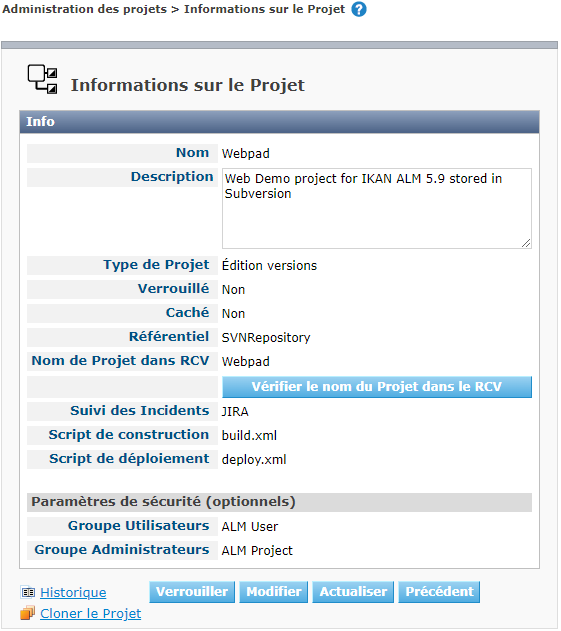 Administration des projets > Informations sur le Projet ?
Informations sur le Projet
Info
Nom Webpad
Description Web Demo project for IKAN ALM 5.9 stored in
Subversion
Type de Projet Édition versions
Verrouillé Non
Caché Non
Référentiel SVNRepository
Nom de Projet dans RCV Webpad
Vérifier le nom du Projet dans le RCV
Suivi des Incidents JIRA
Script de construction build.xml
Script de déploiement deploy.xml
Paramètres de sécurité (optionnels)
Groupe Utilisateurs ALM User
Groupe Administrateurs ALM Project
Historique Verrouiller Modifier Actualiser Précédent
Cloner le Projet